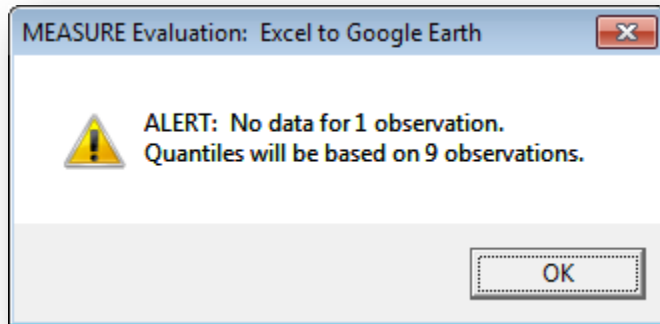 MEASURE Evaluation: Excel to Google Earth
ALERT: No data for 1 observation.
Quantiles will be based on 9 observations.
OK